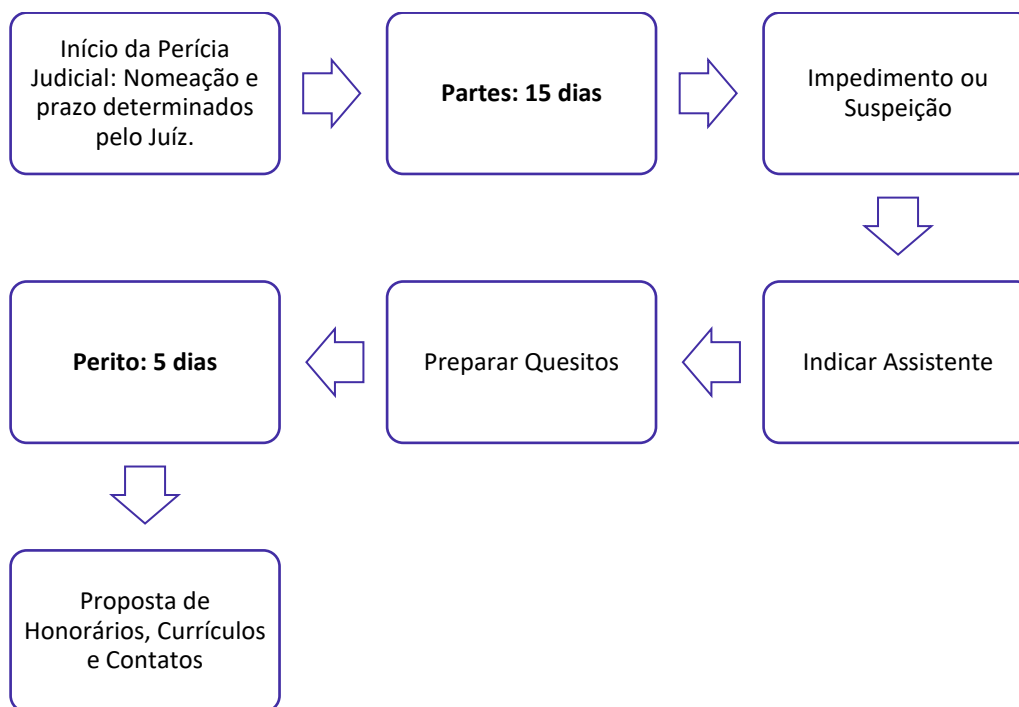 Início da Perícia
Judicial: Nomeação e
prazo determinados
pelo Juíz.
Partes: 15 dias
Impedimento ou
Suspeição
Indicar Assistente
Preparar Quesitos
Perito: 5 dias
Proposta de
Honorários, Currículos
e Contatos